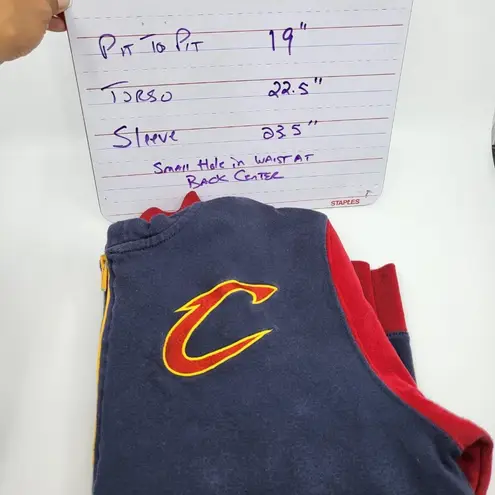 Pit To Pit 19"
Torso 22.5"
Sleeve 23.5"
Small Hole in Waist at
Back Center
STAPLES
C